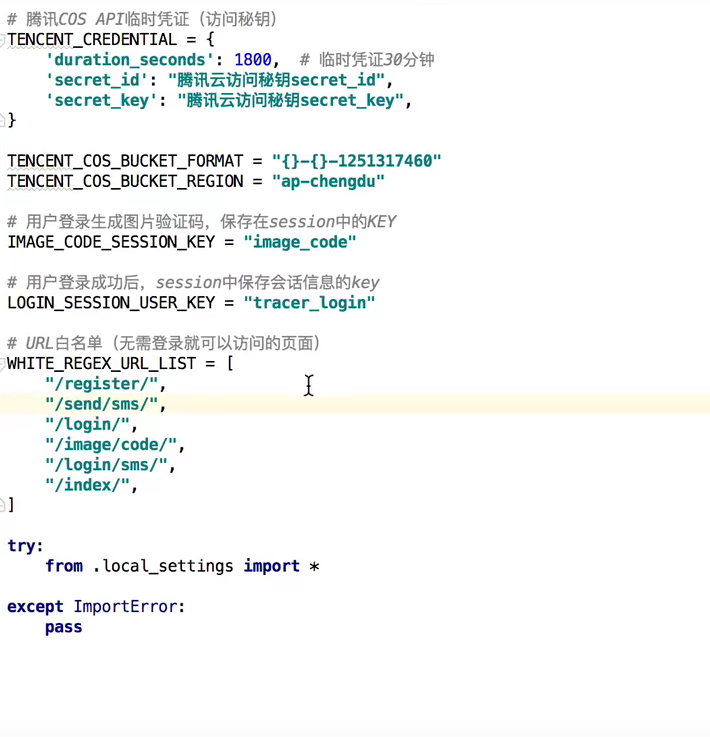 # 腾讯COS API临时凭证（访问秘钥）
TENCENT_CREDENTIAL = {
    'duration_seconds': 1800,  # 临时凭证30分钟
    'secret_id': "腾讯云访问秘钥secret_id",
    'secret_key': "腾讯云访问秘钥secret_key",
}
TENCENT_COS_BUCKET_FORMAT = "{}-{}-1251317460"
TENCENT_COS_BUCKET_REGION = "ap-chengdu"
# 用户登录生成图片验证码，保存在session中的KEY
IMAGE_CODE_SESSION_KEY = "image_code"
# 用户登录成功后，session中保存会话信息的key
LOGIN_SESSION_USER_KEY = "tracer_login"
# URL白名单（无需登录就可以访问的页面）
WHITE_REGEX_URL_LIST = [
    "/register/",
    "/send/sms/",
    "/login/",
    "/image/code/",
    "/login/sms/",
    "/index/",
]
try:
    from .local_settings import *
except ImportError:
    pass